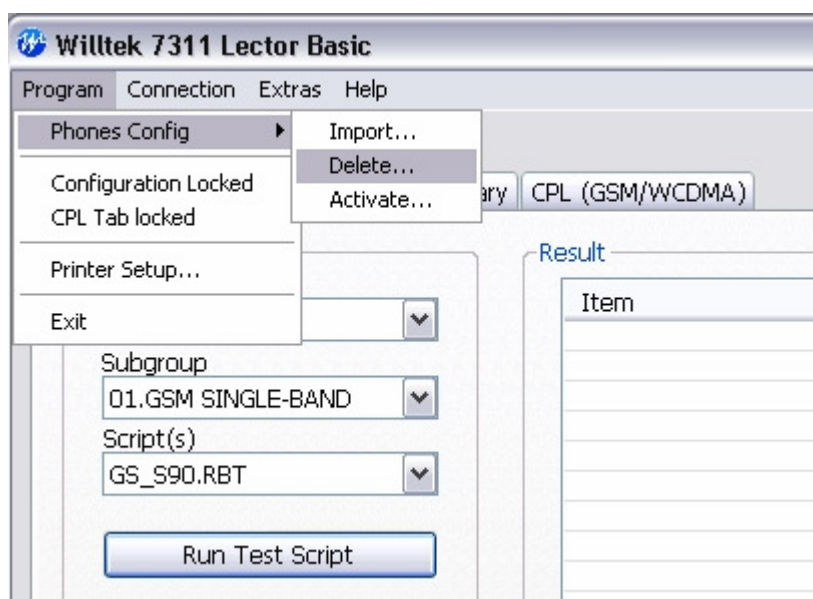 Willtek 7311 Lector Basic
Program Connection Extras Help
Phones Config
Import...
Delete...
Activate...
Configuration Locked
CPL Tab locked
Printer Setup...
Exit
CPL (GSM/WCDMA)
Result
Item
Subgroup
01.GSM SINGLE-BAND
Script(s)
GS_S90.RBT
Run Test Script